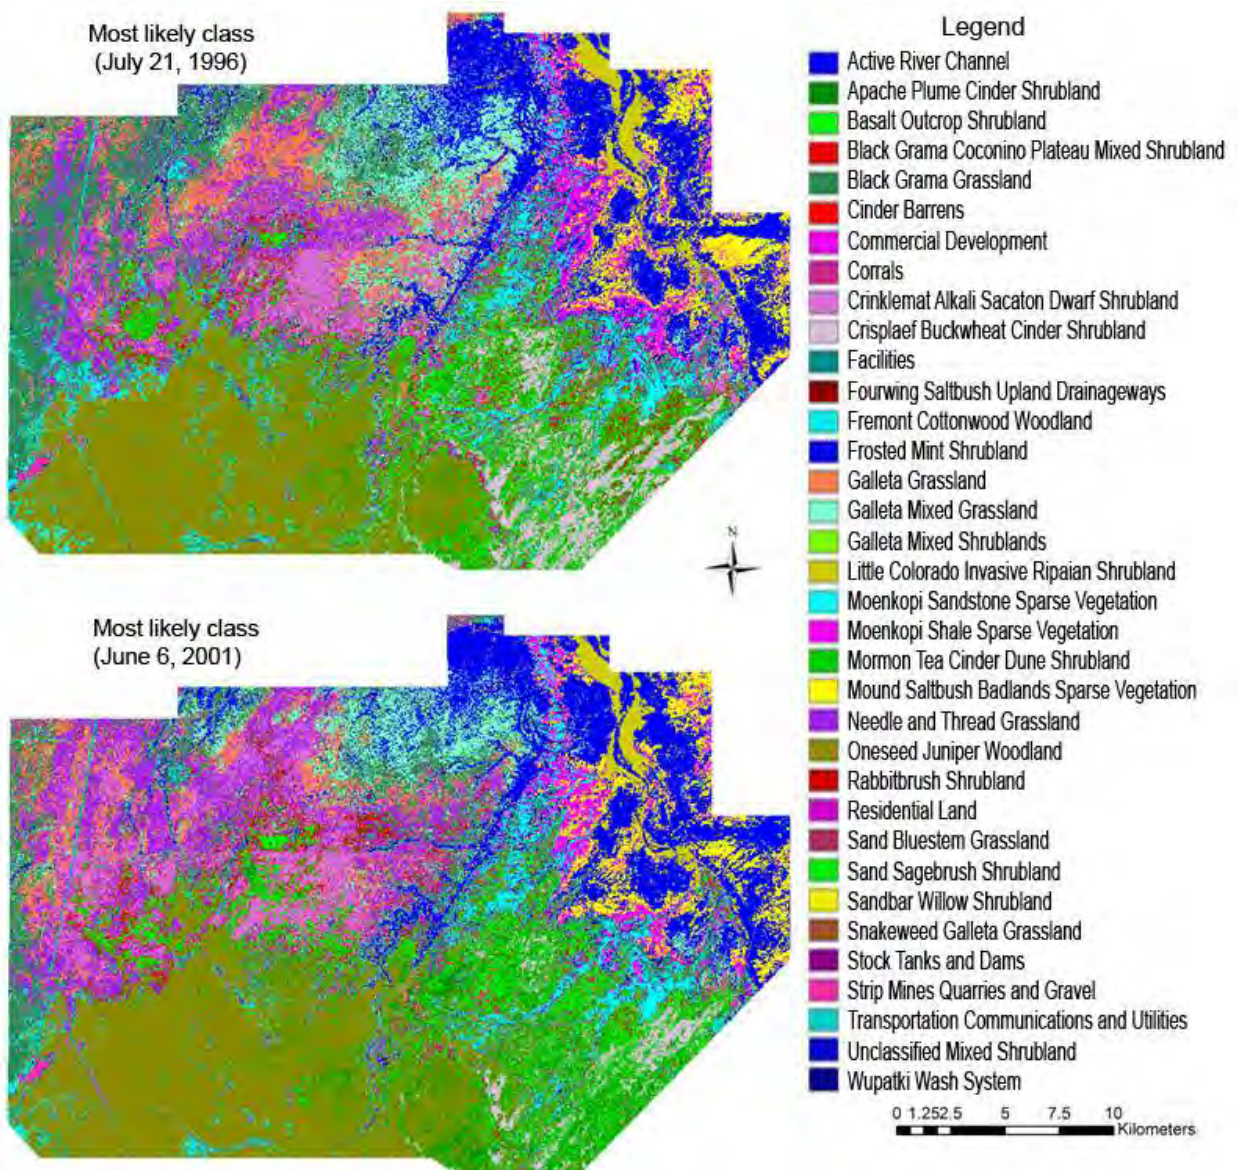 Most likely class
(July 21, 1996)
Legend
Active River Channel
Apache Plume Cinder Shrubland
Basalt Outcrop Shrubland
Black Grama Coconino Plateau Mixed Shrubland
Black Grama Grassland
Cinder Barrens
Commercial Development
Corrals
Crinklemat Alkali Sacaton Dwarf Shrubland
Crisplaef Buckwheat Cinder Shrubland
Facilities
Fourwing Saltbush Upland Drainageways
Fremont Cottonwood Woodland
Frosted Mint Shrubland
Galleta Grassland
Galleta Mixed Grassland
Galleta Mixed Shrublands
Little Colorado Invasive Ripaian Shrubland
Moenkopi Sandstone Sparse Vegetation
Moenkopi Shale Sparse Vegetation
Mormon Tea Cinder Dune Shrubland
Mound Saltbush Badlands Sparse Vegetation
Needle and Thread Grassland
Oneseed Juniper Woodland
Rabbitbrush Shrubland
Residential Land
Sand Bluestem Grassland
Sand Sagebrush Shrubland
Sandbar Willow Shrubland
Snakeweed Galleta Grassland
Stock Tanks and Dams
Strip Mines Quarries and Gravel
Transportation Communications and Utilities
Unclassified Mixed Shrubland
Wupatki Wash System
N
Most likely class
(June 6, 2001)
0 1.252.5 5 7.5 10
Kilometers